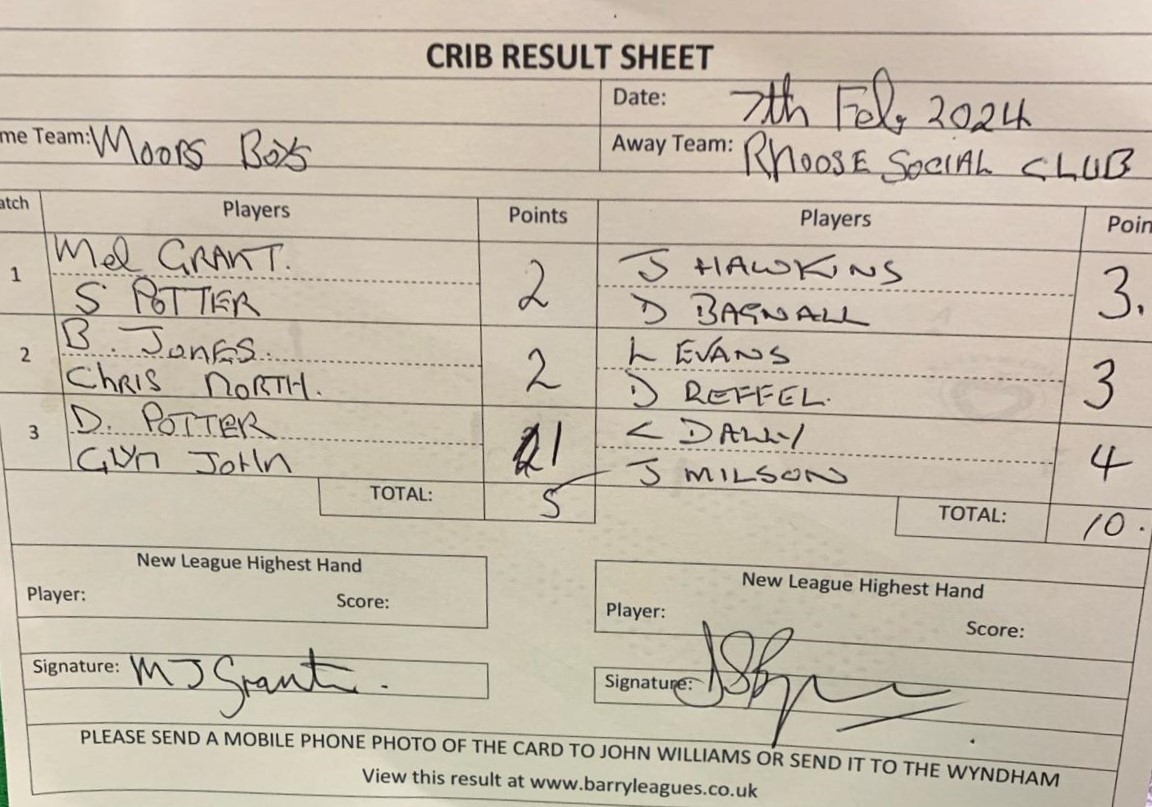 CRIB RESULT SHEET
Date: 7th Feb, 2024
me Team: Moors Boys Away Team: RHOOSE SOCIAL CLUB
atch Players Points Players Poin
1 Mel GRANT. 2 J HAWKINS 3.
S POTTER D BAGNALL
2 B. JONES. 2 L EVANS 3
CHRIS NORTH. D REFFEL.
3 D. POTTER 1 C DALLY 4
GLYN JOHN J MILSON
TOTAL: 5 TOTAL: 10.
New League Highest Hand New League Highest Hand
Player: Score: Player: Score:
Signature: M J Grant. Signature:
PLEASE SEND A MOBILE PHONE PHOTO OF THE CARD TO JOHN WILLIAMS OR SEND IT TO THE WYNDHAM
View this result at www.barryleagues.co.uk